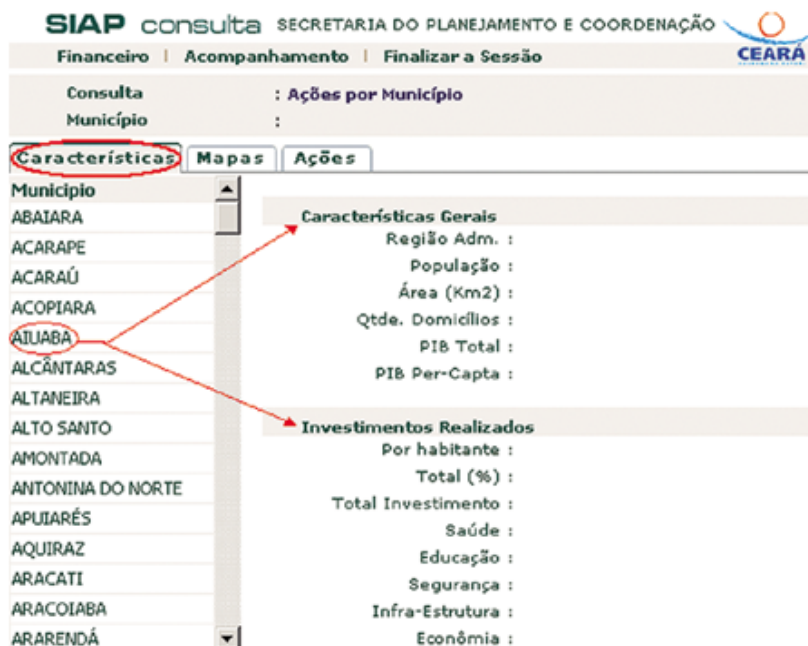 SIAP consulta SECRETARIA DO PLANEJAMENTO E COORDENAÇÃO
CEARÁ
Financeiro | Acompanhamento | Finalizar a Sessão
Consulta : Ações por Município
Município :
Características Mapas Ações
Municipio
ABAIARA
ACARAPE
ACARAÚ
ACOPIARA
AIUABA
ALCÂNTARAS
ALTANEIRA
ALTO SANTO
AMONTADA
ANTONINA DO NORTE
APUIARÉS
AQUIRAZ
ARACATI
ARACOIABA
ARARENDÁ
Características Gerais
Região Adm. :
População :
Área (Km2) :
Qtde. Domicílios :
PIB Total :
PIB Per-Capta :
Investimentos Realizados
Por habitante :
Total (%) :
Total Investimento :
Saúde :
Educação :
Segurança :
Infra-Estrutura :
Econômia :